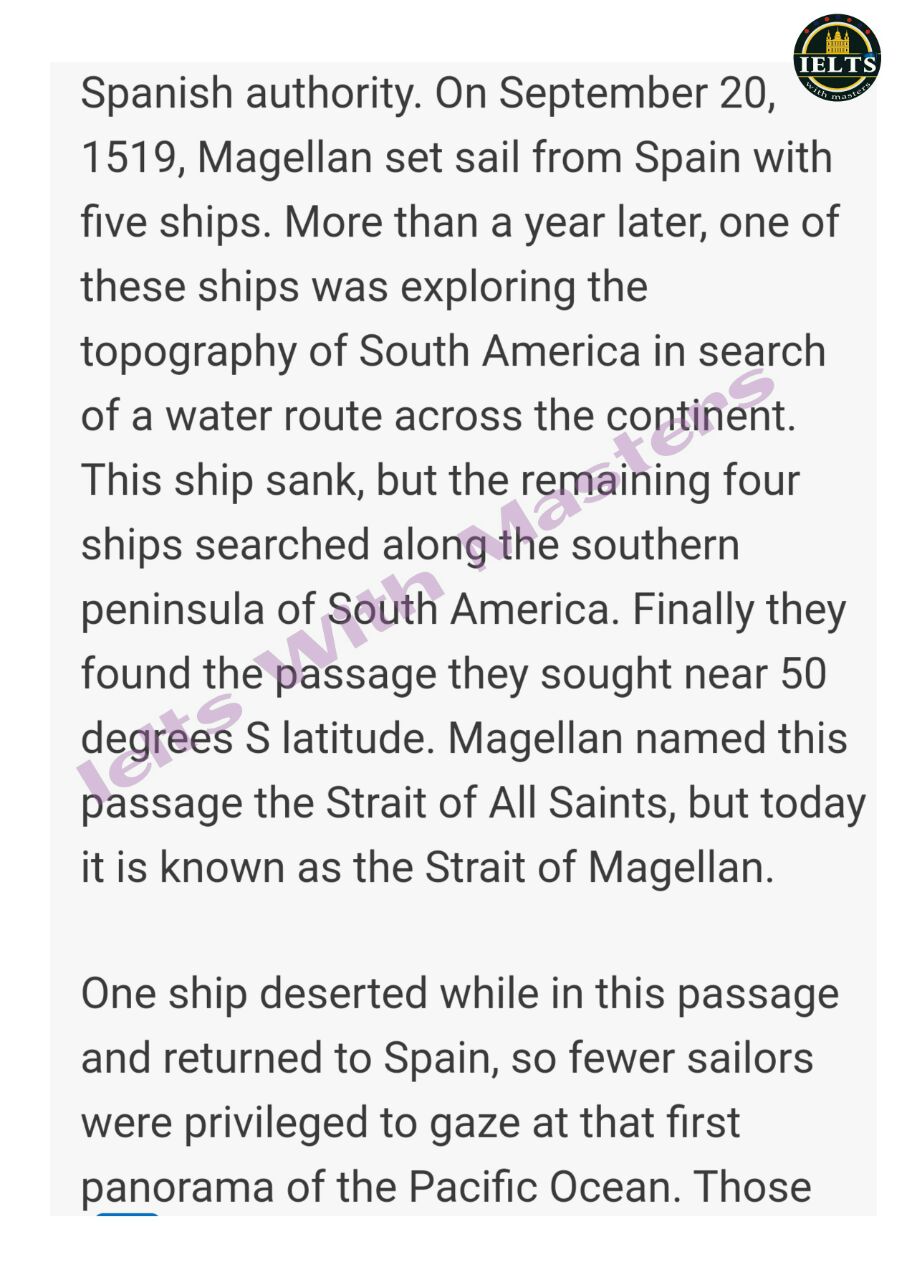 IELTS
with masters
Spanish authority. On September 20,
1519, Magellan set sail from Spain with
five ships. More than a year later, one of
these ships was exploring the
topography of South America in search
of a water route across the continent.
This ship sank, but the remaining four
ships searched along the southern
peninsula of South America. Finally they
found the passage they sought near 50
degrees S latitude. Magellan named this
passage the Strait of All Saints, but today
it is known as the Strait of Magellan.
One ship deserted while in this passage
and returned to Spain, so fewer sailors
were privileged to gaze at that first
panorama of the Pacific Ocean. Those
Ielts With Masters